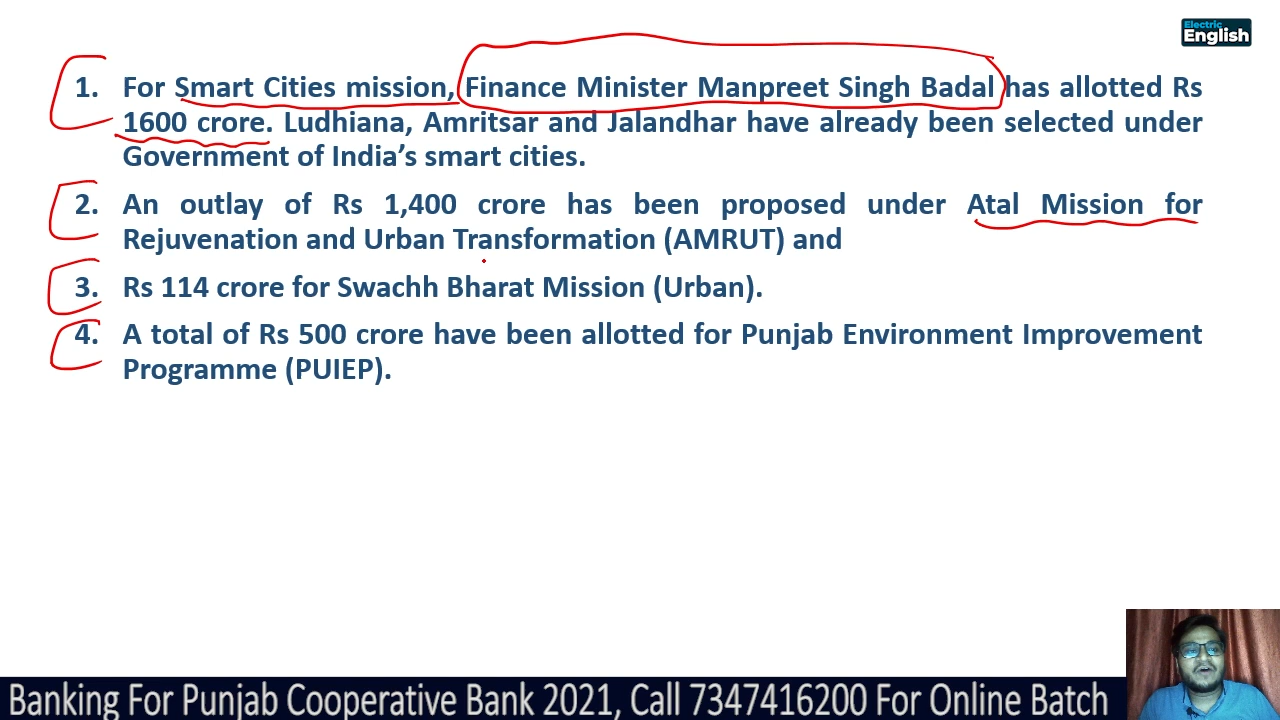 Electric
English
1. For Smart Cities mission, Finance Minister Manpreet Singh Badal has allotted Rs
1600 crore. Ludhiana, Amritsar and Jalandhar have already been selected under
Government of India’s smart cities.
2. An outlay of Rs 1,400 crore has been proposed under Atal Mission for
Rejuvenation and Urban Transformation (AMRUT) and
3. Rs 114 crore for Swachh Bharat Mission (Urban).
4. A total of Rs 500 crore have been allotted for Punjab Environment Improvement
Programme (PUIEP).
Banking For Punjab Cooperative Bank 2021, Call 7347416200 For Online Batch